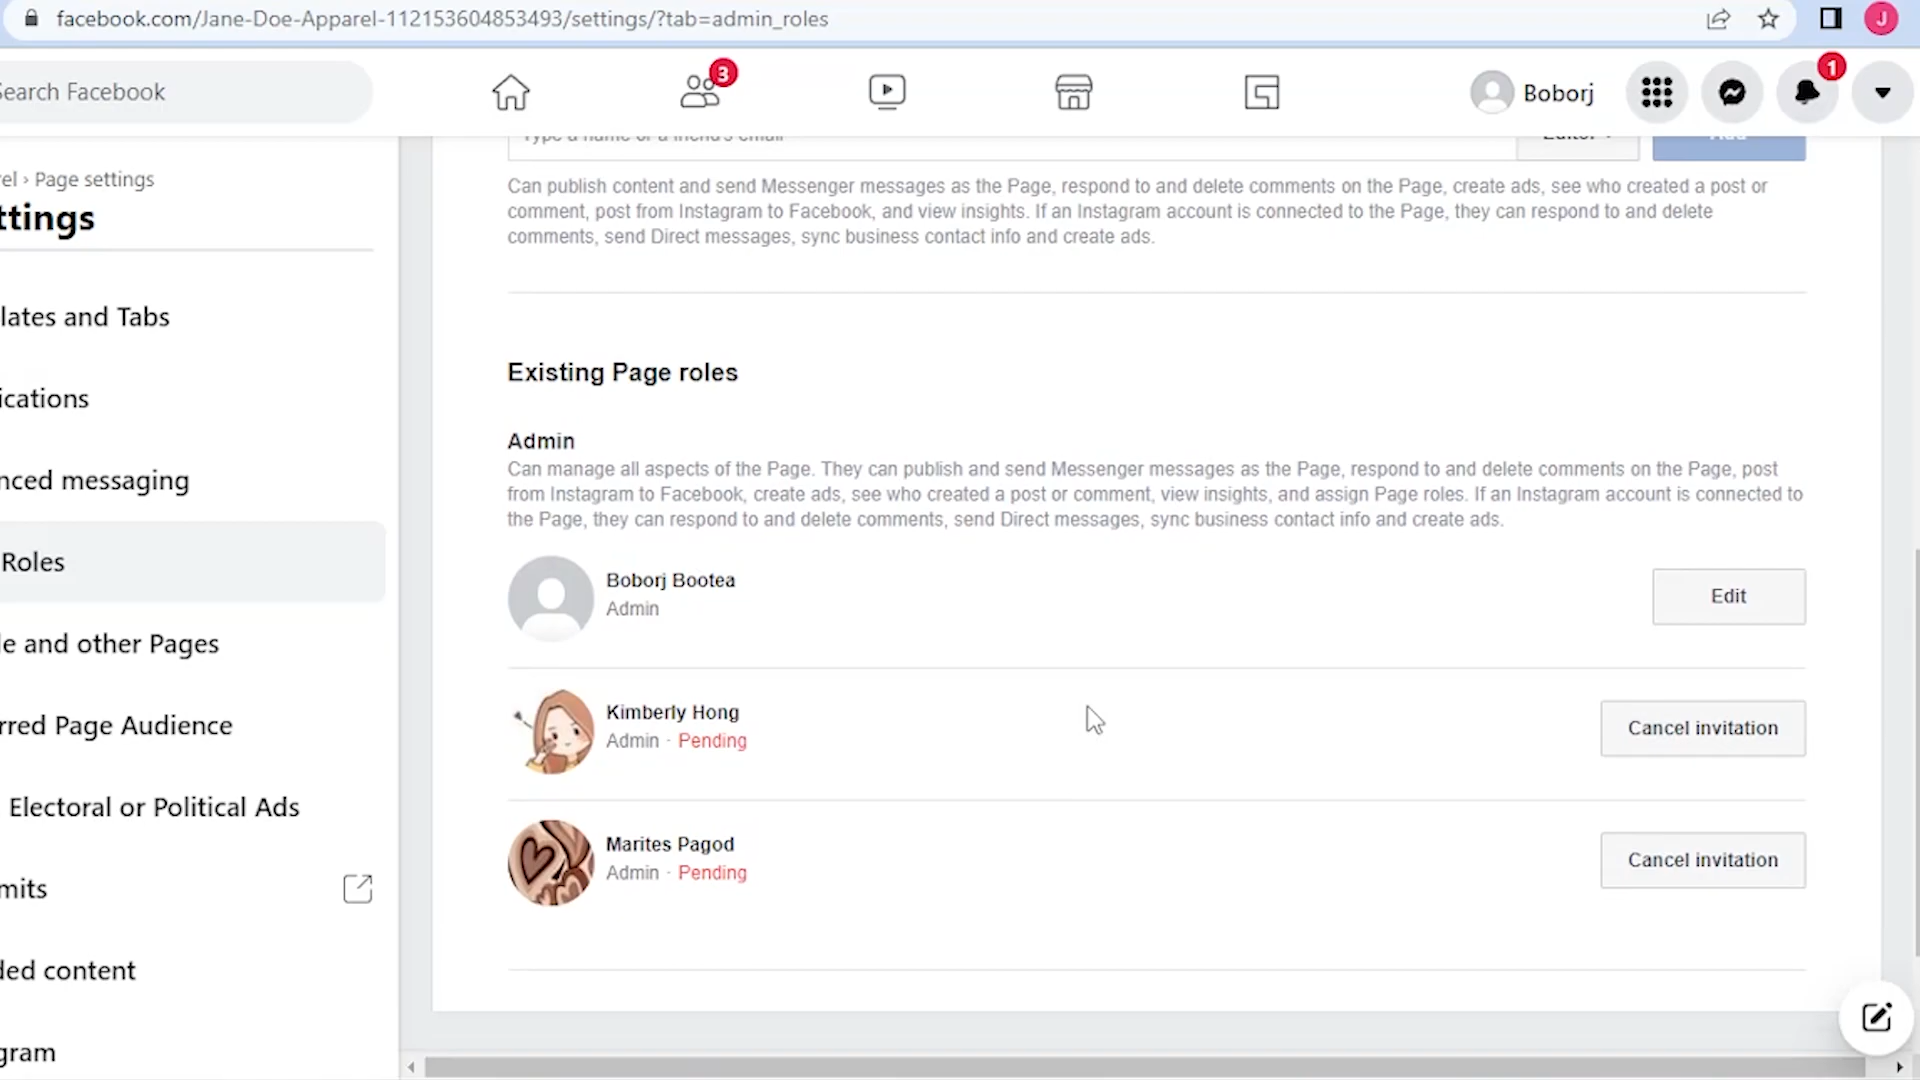 facebook.com/Jane-Doe-Apparel-112153604853493/settings/?tab=admin_roles
J
earch Facebook
3
Boborj
1
Type a name or a friend's email
Editor
Add
el › Page settings
ttings
Can publish content and send Messenger messages as the Page, respond to and delete comments on the Page, create ads, see who created a post or
comment, post from Instagram to Facebook, and view insights. If an Instagram account is connected to the Page, they can respond to and delete
comments, send Direct messages, sync business contact info and create ads.
lates and Tabs
ications
nced messaging
Roles
le and other Pages
rred Page Audience
Electoral or Political Ads
mits
ded content
gram
Existing Page roles
Admin
Can manage all aspects of the Page. They can publish and send Messenger messages as the Page, respond to and delete comments on the Page, post
from Instagram to Facebook, create ads, see who created a post or comment, view insights, and assign Page roles. If an Instagram account is connected to
the Page, they can respond to and delete comments, send Direct messages, sync business contact info and create ads.
Boborj Bootea
Admin
Edit
Kimberly Hong
Admin · Pending
Cancel invitation
Marites Pagod
Admin · Pending
Cancel invitation